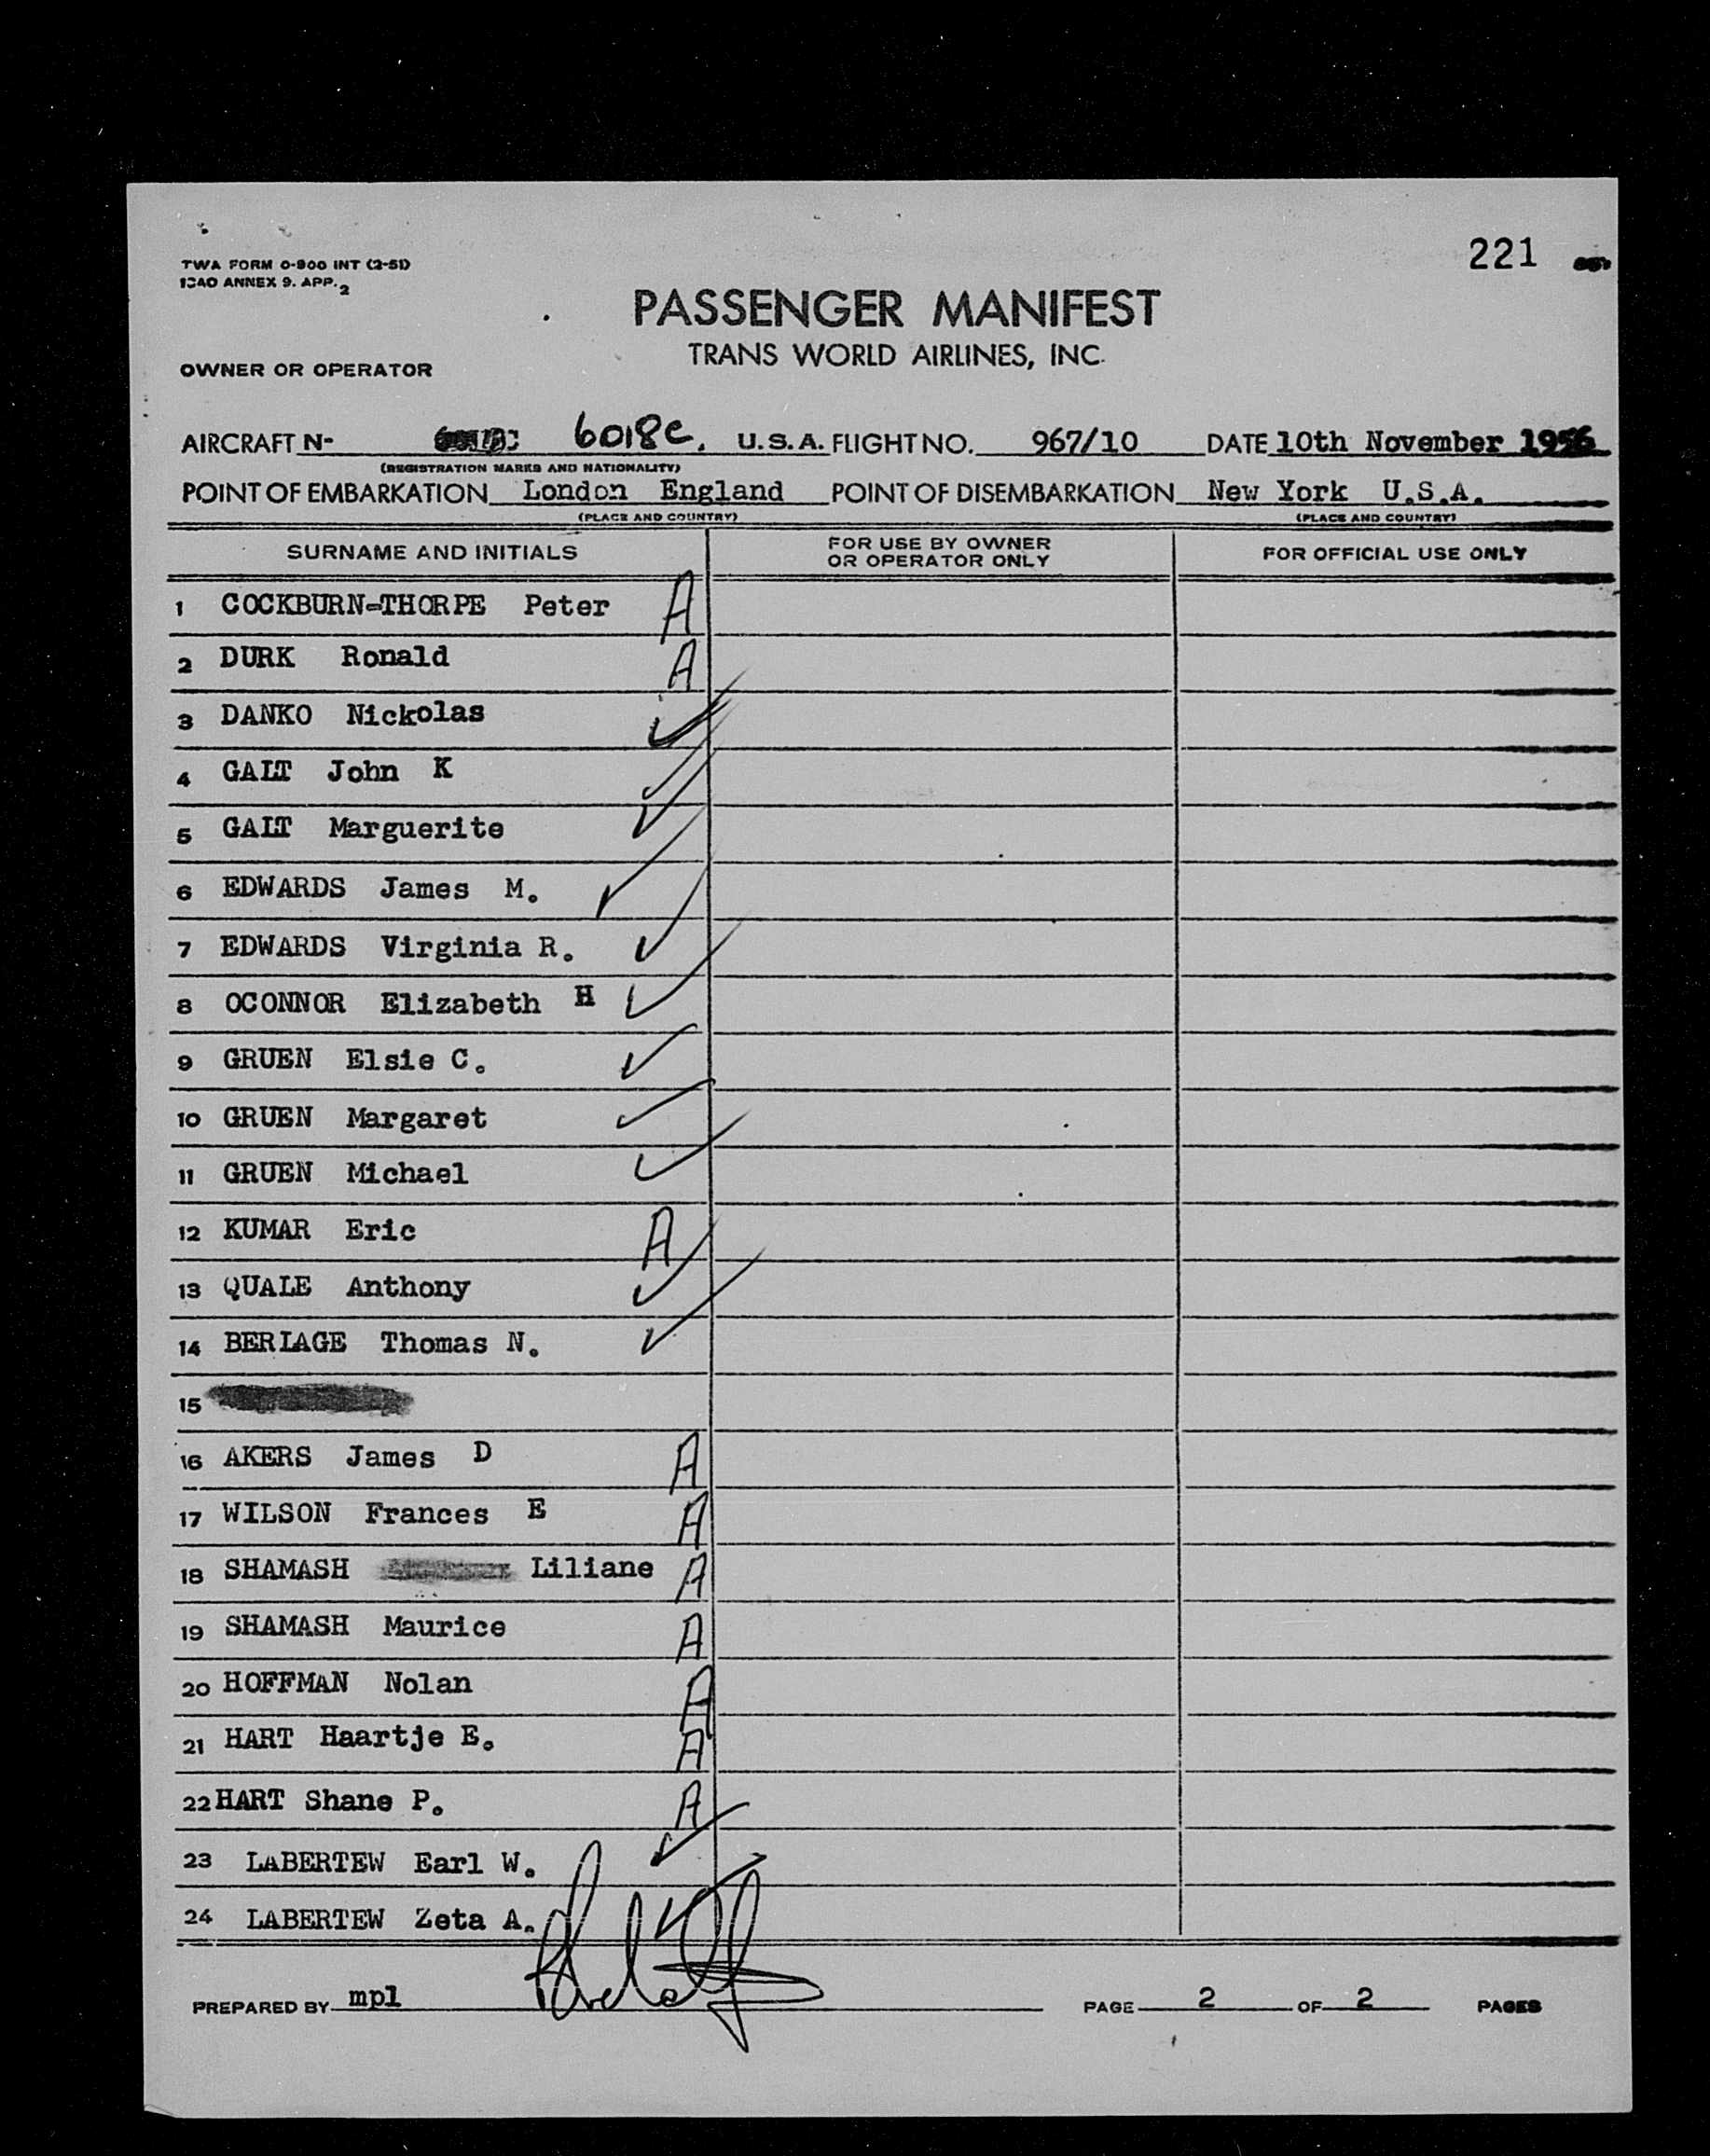 221
TWA FORM 0-900 INT (2-51)
ICAO ANNEX 9. APP. 2
PASSENGER MANIFEST
TRANS WORLD AIRLINES, INC.
OWNER OR OPERATOR
AIRCRAFT N- 6018C. U.S.A. FLIGHT NO. 967/10 DATE 10th November 1956
(REGISTRATION MARKS AND NATIONALITY)
POINT OF EMBARKATION London England POINT OF DISEMBARKATION New York U.S.A.
(PLACE AND COUNTRY) (PLACE AND COUNTRY)
SURNAME AND INITIALS FOR USE BY OWNER OR OPERATOR ONLY FOR OFFICIAL USE ONLY
1 COCKBURN=THORPE Peter A
2 DURK Ronald A
3 DANKO Nickolas
4 GALT John K
5 GALT Marguerite
6 EDWARDS James M.
7 EDWARDS Virginia R.
8 OCONNOR Elizabeth H
9 GRUEN Elsie C.
10 GRUEN Margaret
11 GRUEN Michael
12 KUMAR Eric A
13 QUALE Anthony
14 BERLAGE Thomas N.
15
16 AKERS James D A
17 WILSON Frances E A
18 SHAMASH Liliane A
19 SHAMASH Maurice A
20 HOFFMAN Nolan A
21 HART Haartje E. A
22 HART Shane P. A
23 LABERTEW Earl W.
24 LABERTEW Zeta A.
PREPARED BY mpl PAGE 2 OF 2 PAGES